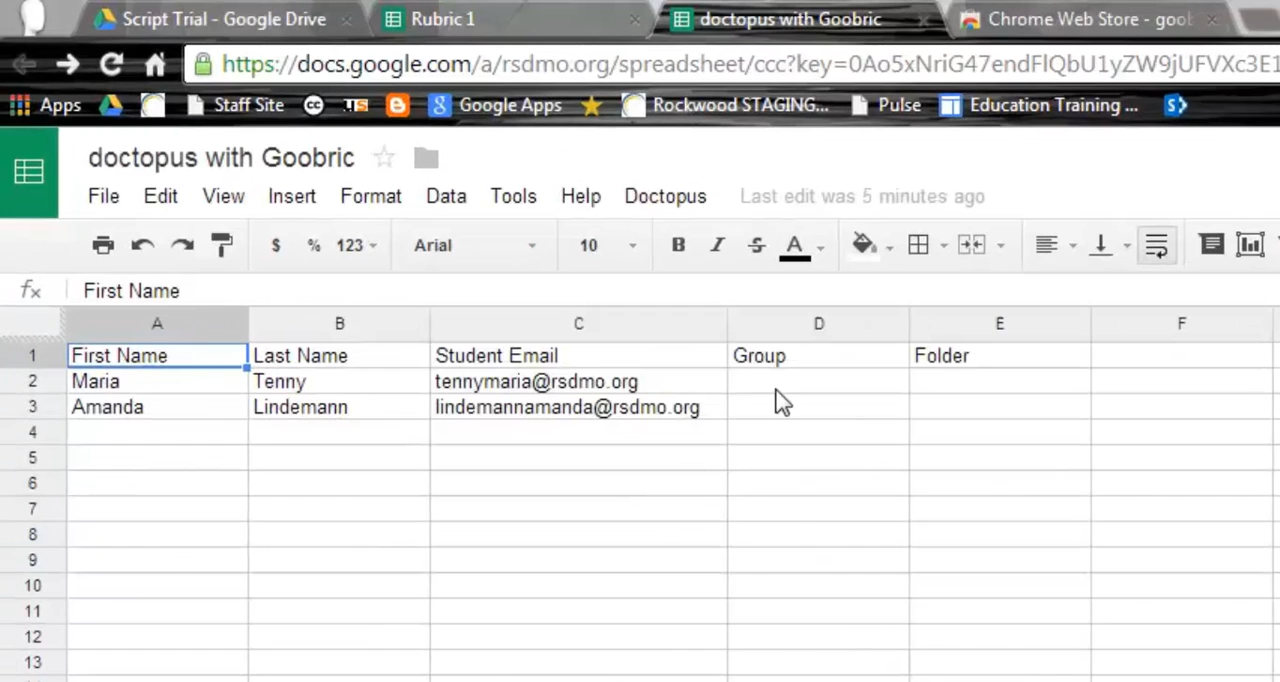 Script Trial - Google Drive × Rubric 1 × doctopus with Goobric × Chrome Web Store - goob ×
https://docs.google.com/a/rsdmo.org/spreadsheet/ccc?key=0Ao5xNriG47endFlQbU1yZW9jUFVXc3E1
Apps Staff Site cc JTS Google Apps Rockwood STAGING... Pulse Education Training ... S
doctopus with Goobric
File Edit View Insert Format Data Tools Help Doctopus Last edit was 5 minutes ago
$ % 123 Arial 10 B I S A
fx First Name
A B C D E F
1 First Name Last Name Student Email Group Folder
2 Maria Tenny tennymaria@rsdmo.org
3 Amanda Lindemann lindemannamanda@rsdmo.org
4
5
6
7
8
9
10
11
12
13